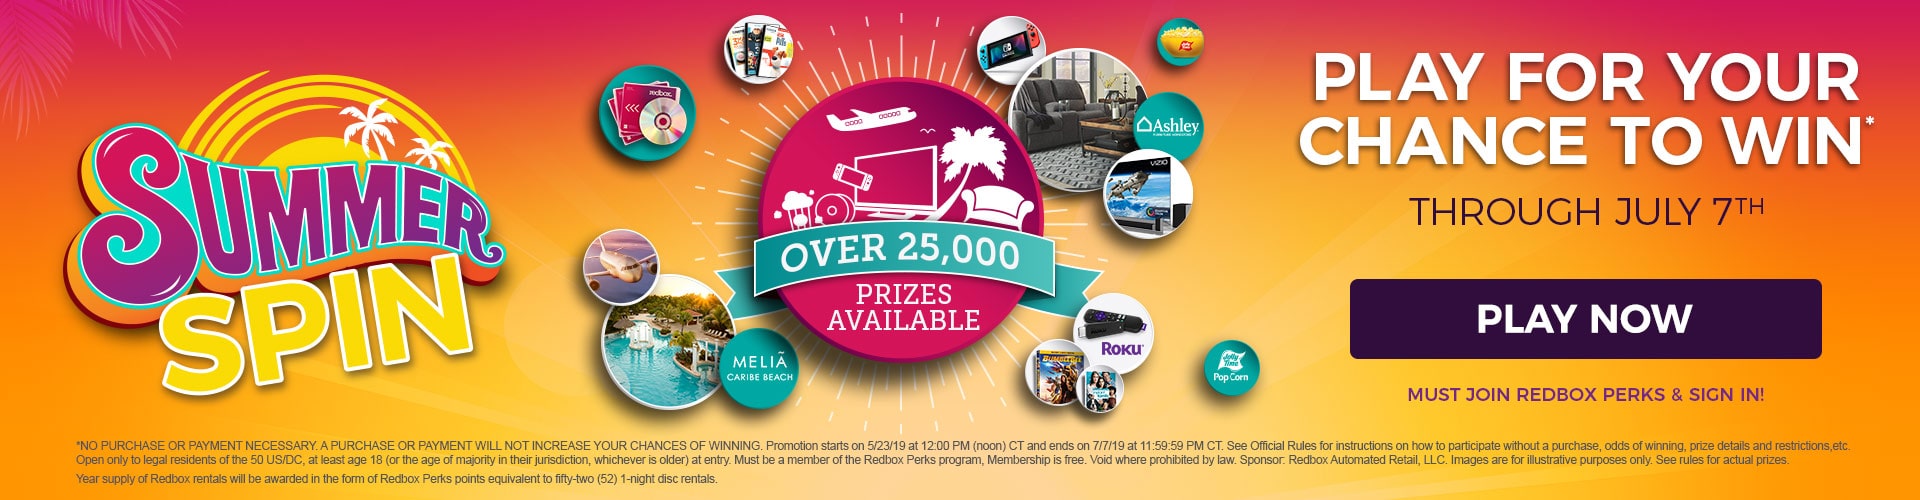 SUMMER
SPIN
redbox.
OVER 25,000
PRIZES
AVAILABLE
MELIÃ
CARIBE BEACH
Ashley
VIZIO
ROKU
BUMBLEBEE
Jolly
Time
Pop Corn
PLAY FOR YOUR
CHANCE TO WIN*
THROUGH JULY 7TH
PLAY NOW
MUST JOIN REDBOX PERKS & SIGN IN!
*NO PURCHASE OR PAYMENT NECESSARY. A PURCHASE OR PAYMENT WILL NOT INCREASE YOUR CHANCES OF WINNING. Promotion starts on 5/23/19 at 12:00 PM (noon) CT and ends on 7/7/19 at 11:59:59 PM CT. See Official Rules for instructions on how to participate without a purchase, odds of winning, prize details and restrictions,etc.
Open only to legal residents of the 50 US/DC, at least age 18 (or the age of majority in their jurisdiction, whichever is older) at entry. Must be a member of the Redbox Perks program, Membership is free. Void where prohibited by law. Sponsor: Redbox Automated Retail, LLC. Images are for illustrative purposes only. See rules for actual prizes.
Year supply of Redbox rentals will be awarded in the form of Redbox Perks points equivalent to fifty-two (52) 1-night disc rentals.